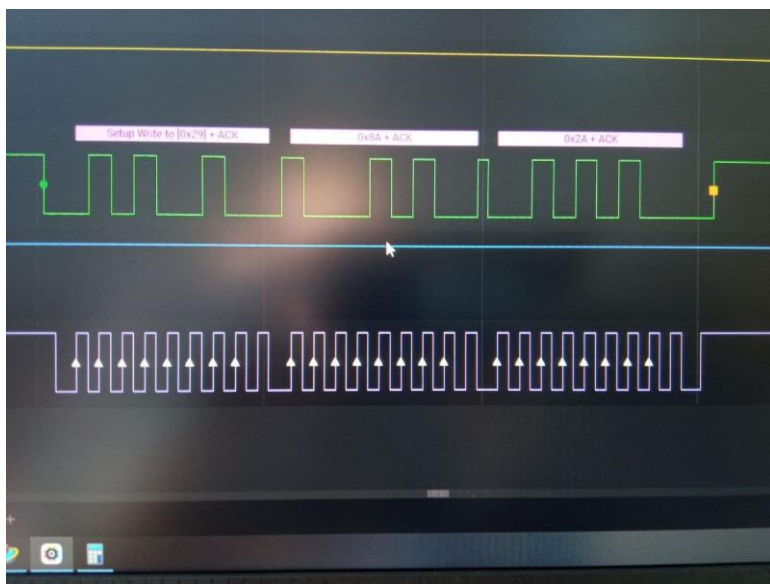 Setup Write to [0x29] + ACK
0x8A + ACK
0x2A + ACK
+